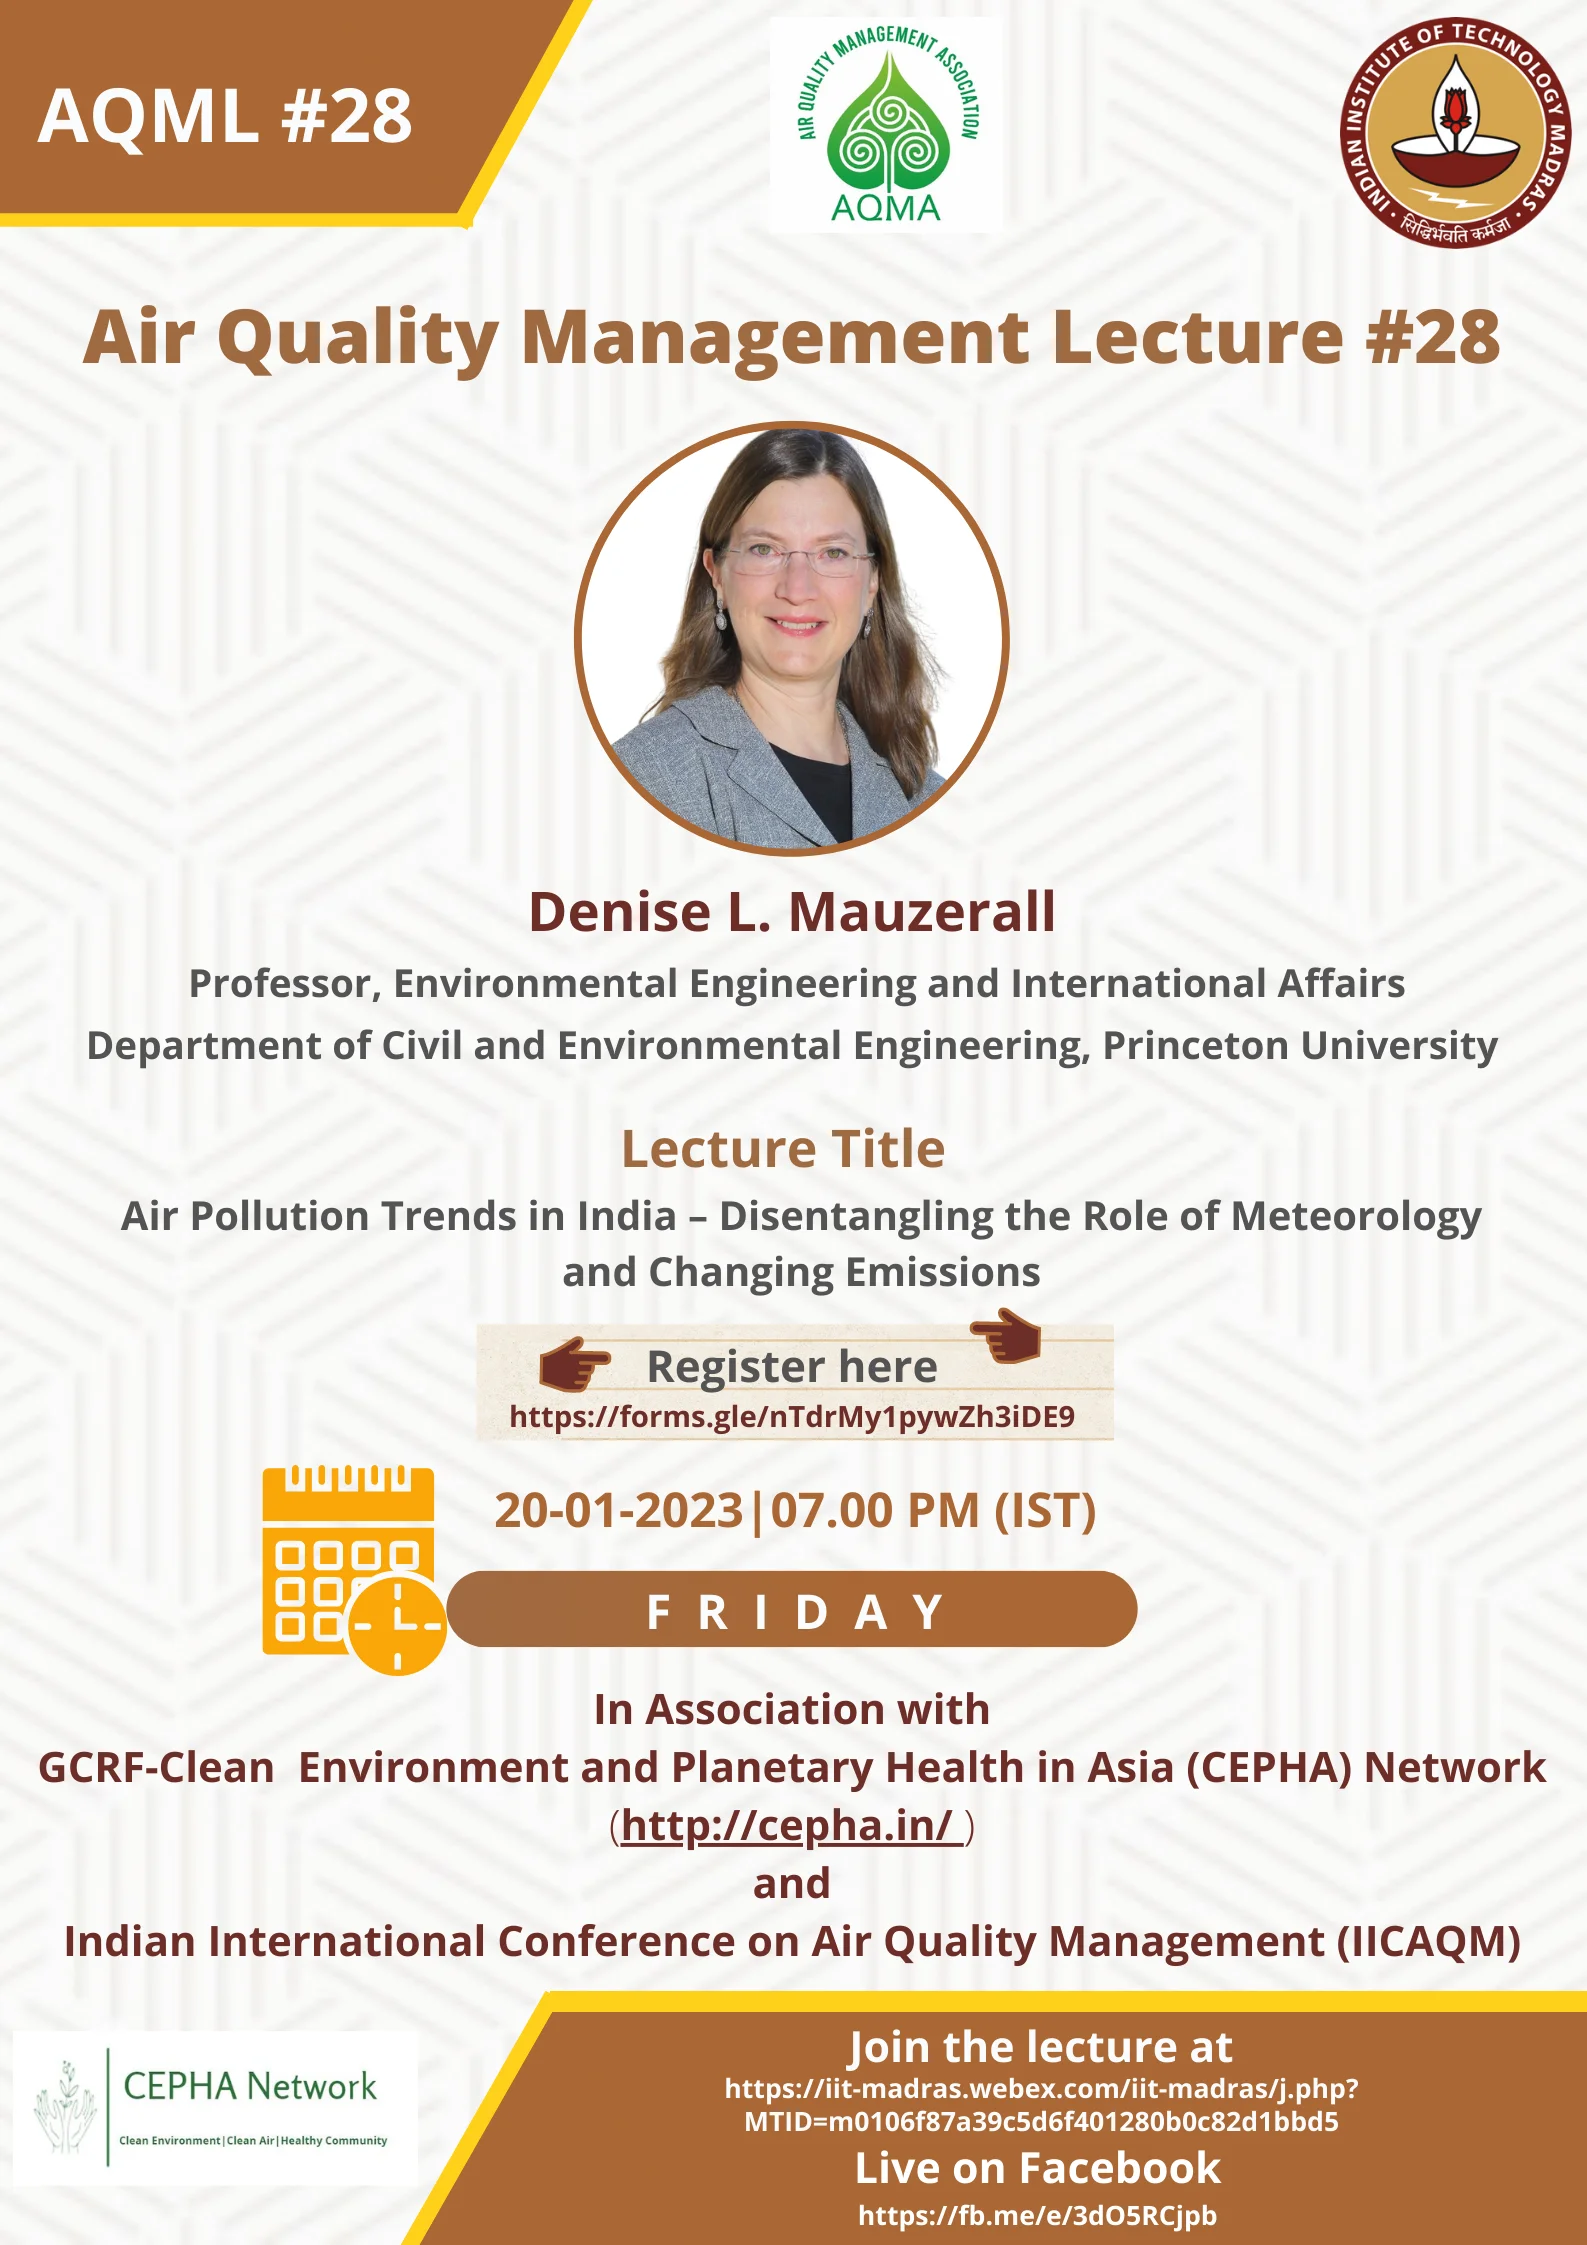 AQML #28
AIR QUALITY MANAGEMENT ASSOCIATION
AQMA
INDIAN INSTITUTE OF TECHNOLOGY MADRAS
सिद्धिर्भवति कर्मजा
Air Quality Management Lecture #28
Denise L. Mauzerall
Professor, Environmental Engineering and International Affairs
Department of Civil and Environmental Engineering, Princeton University
Lecture Title
Air Pollution Trends in India – Disentangling the Role of Meteorology
and Changing Emissions
Register here
https://forms.gle/nTdrMy1pywZh3iDE9
20-01-2023|07.00 PM (IST)
FRIDAY
In Association with
GCRF-Clean  Environment and Planetary Health in Asia (CEPHA) Network
(http://cepha.in/ )
and
Indian International Conference on Air Quality Management (IICAQM)
CEPHA Network
Clean Environment|Clean Air|Healthy Community
Join the lecture at
https://iit-madras.webex.com/iit-madras/j.php?
MTID=m0106f87a39c5d6f401280b0c82d1bbd5
Live on Facebook
https://fb.me/e/3dO5RCjpb